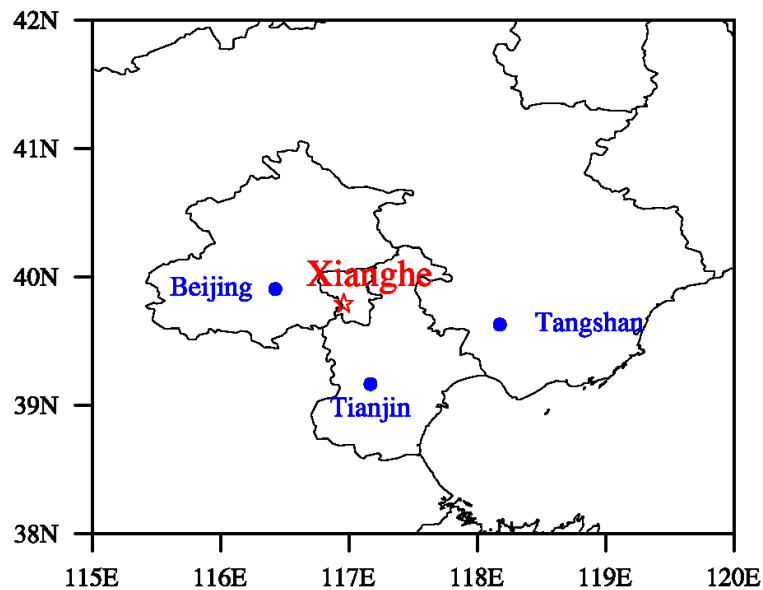 42N
41N
40N
39N
38N
Xianghe
Beijing
Tangshan
Tianjin
115E 116E 117E 118E 119E 120E